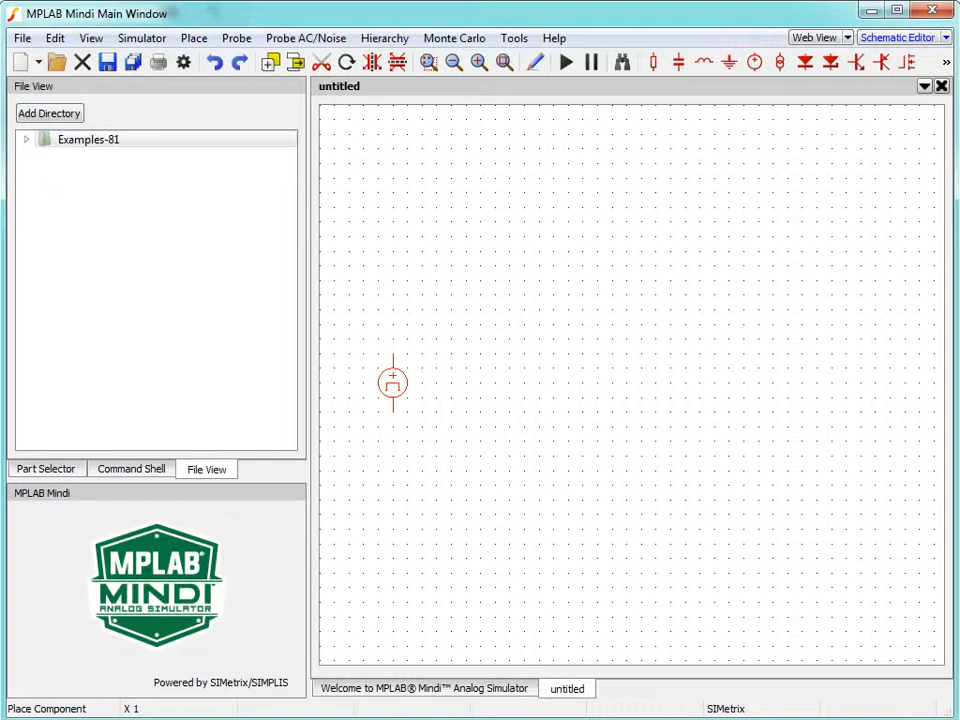 MPLAB Mindi Main Window
File Edit View Simulator Place Probe Probe AC/Noise Hierarchy Monte Carlo Tools Help Web View Schematic Editor
»
File View
untitled
Add Directory
Examples-81
Part Selector Command Shell File View
MPLAB Mindi
MPLAB®
MINDI
ANALOG SIMULATOR
Powered by SIMetrix/SIMPLIS
Welcome to MPLAB® Mindi™ Analog Simulator untitled
Place Component X 1 SIMetrix